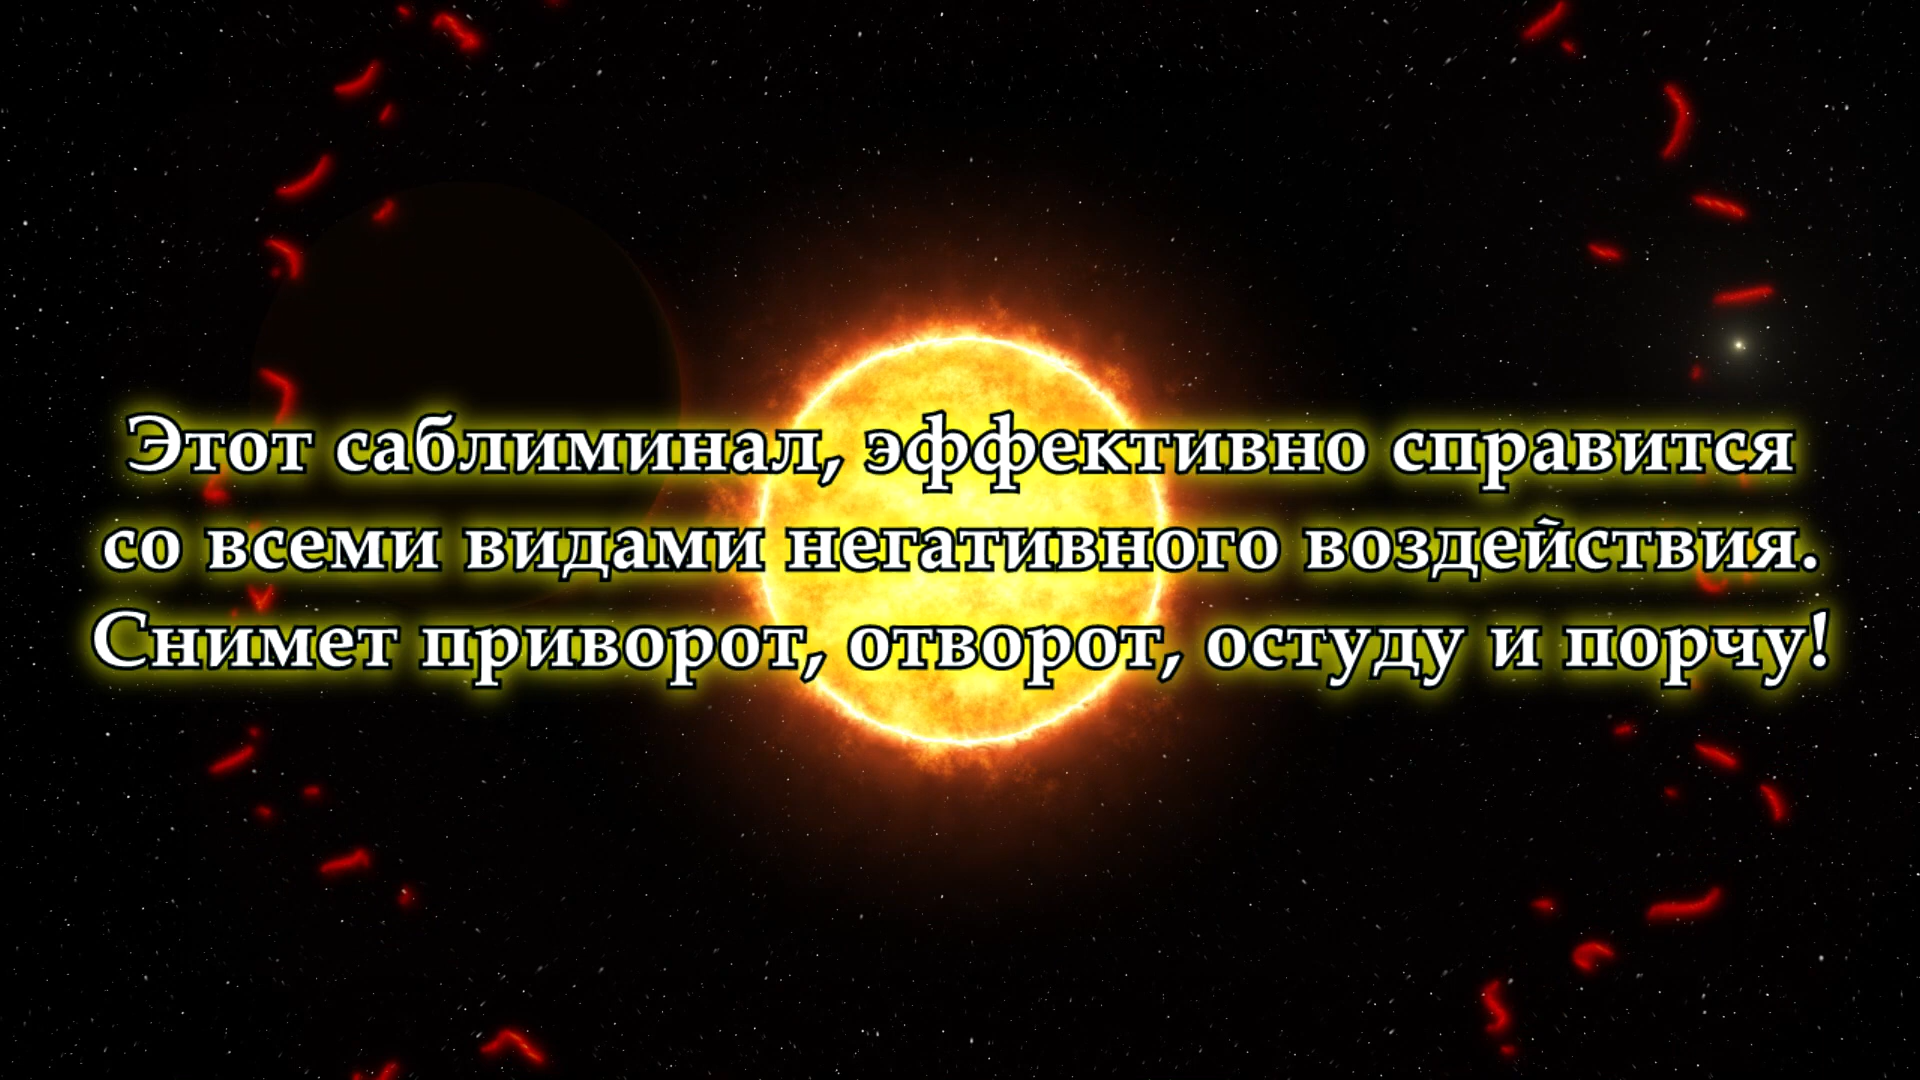 Этот саблиминал, эффективно справится
со всеми видами негативного воздействия.
Снимет приворот, отворот, остуду и порчу!